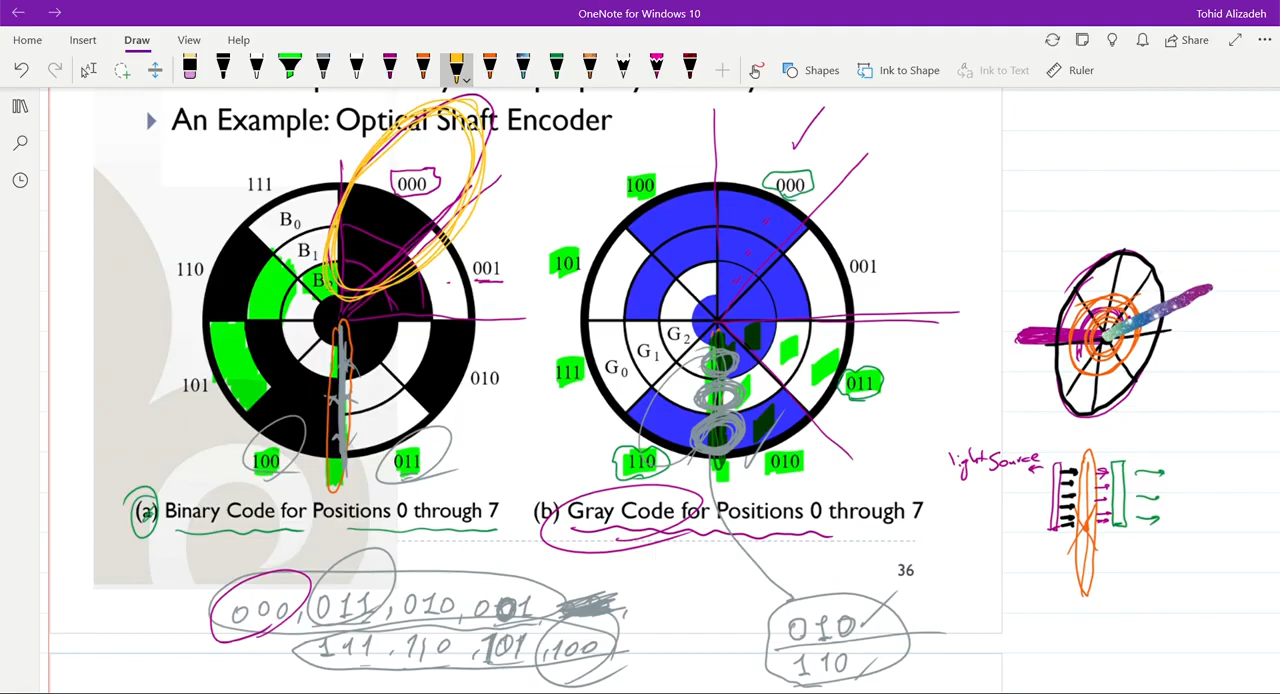 OneNote for Windows 10
Tohid Alizadeh
Home Insert Draw View Help
Share
Shapes Ink to Shape Ink to Text Ruler
An Example: Optical Shaft Encoder
111 000
B0
B1
B
110 001
101 010
100 011
(a) Binary Code for Positions 0 through 7
100 000
101 001
G2
G1
G0
111 011
110 010
(b) Gray Code for Positions 0 through 7
light Source
36
000, 011, 010, 001,
111, 110, 101, 100
010
110